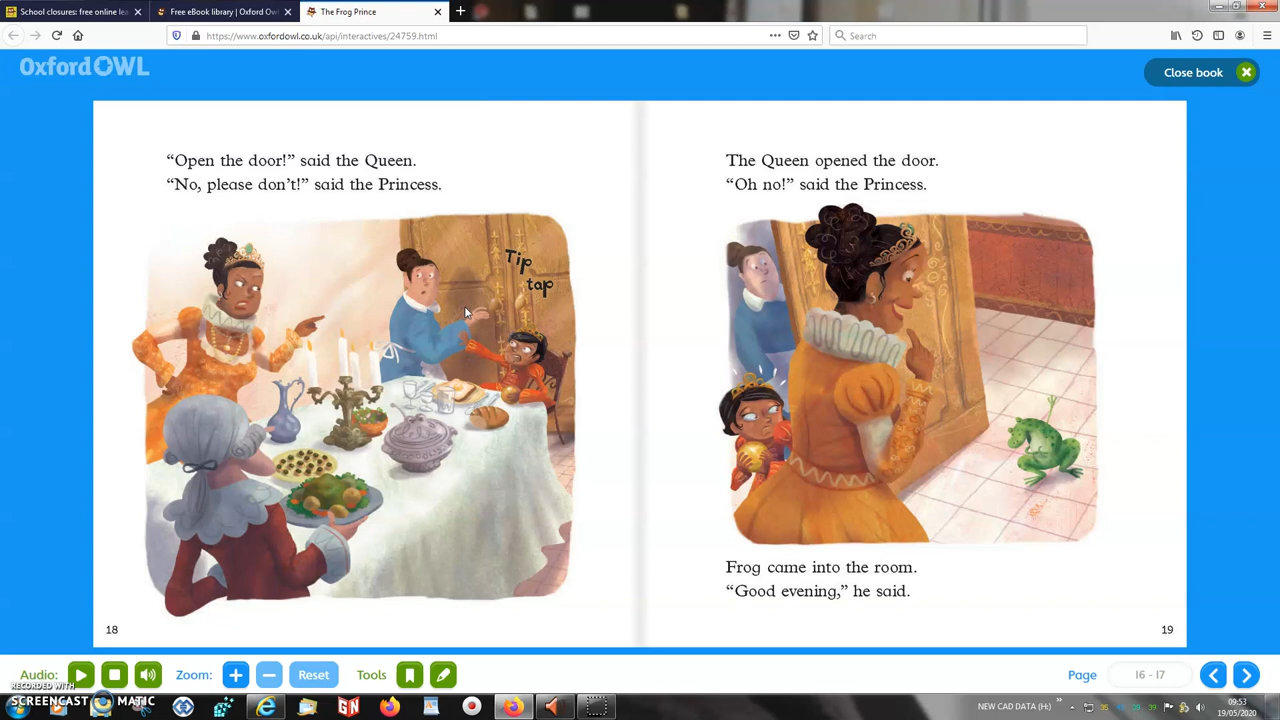 School closures: free online lea
Free eBook library | Oxford Ow
The Frog Prince
https://www.oxfordowl.co.uk/api/interactives/24759.html
Search
Oxford OWL
Close book
“Open the door!” said the Queen.
“No, please don’t!” said the Princess.
Tip
tap
18
The Queen opened the door.
“Oh no!” said the Princess.
Frog came into the room.
“Good evening,” he said.
19
Audio:
Zoom:
Reset
Tools
Page
16 - 17
RECORDED WITH
SCREENCAST MATIC
GN
NEW CAD DATA (H:)
09:53
19/05/2020